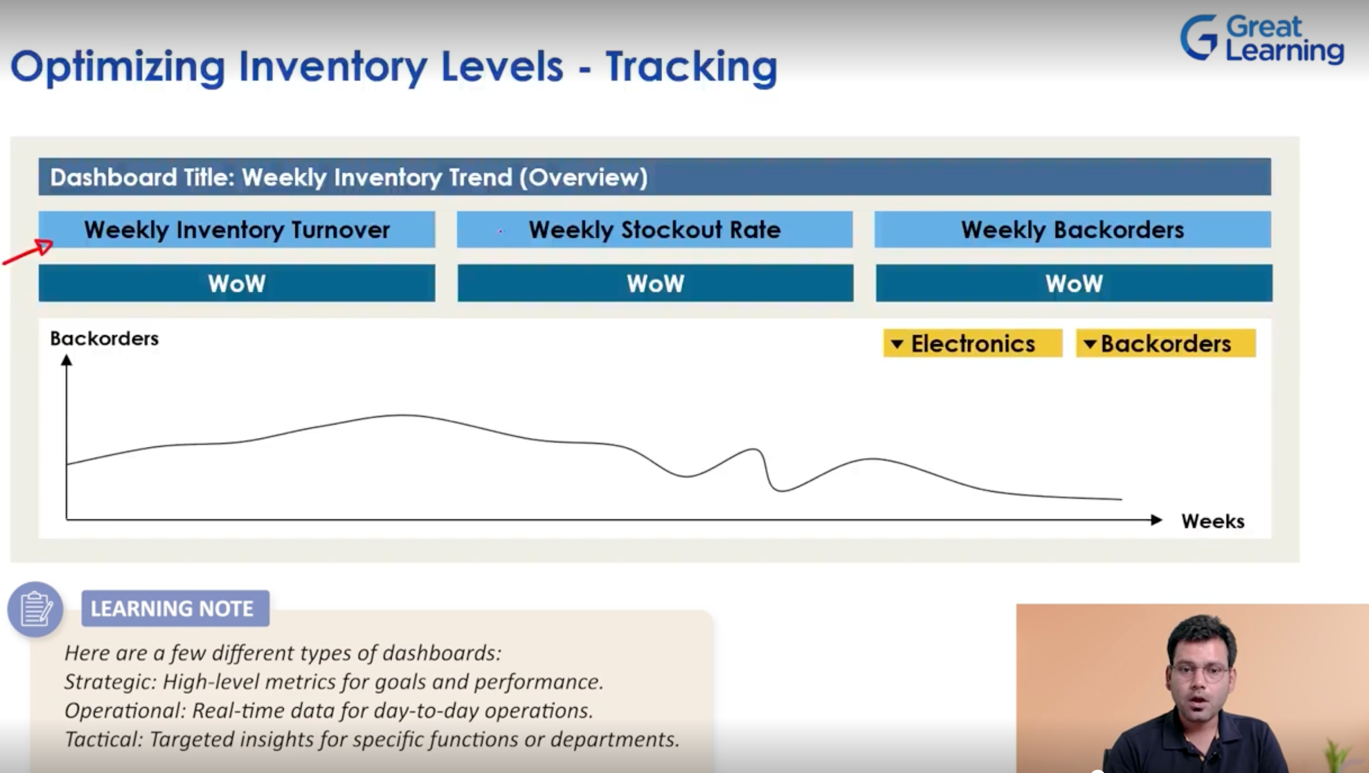 Great
Learning
Optimizing Inventory Levels - Tracking
Dashboard Title: Weekly Inventory Trend (Overview)
Weekly Inventory Turnover
Weekly Stockout Rate
Weekly Backorders
WoW
WoW
WoW
Backorders
Electronics
Backorders
Weeks
LEARNING NOTE
Here are a few different types of dashboards:
Strategic: High-level metrics for goals and performance.
Operational: Real-time data for day-to-day operations.
Tactical: Targeted insights for specific functions or departments.